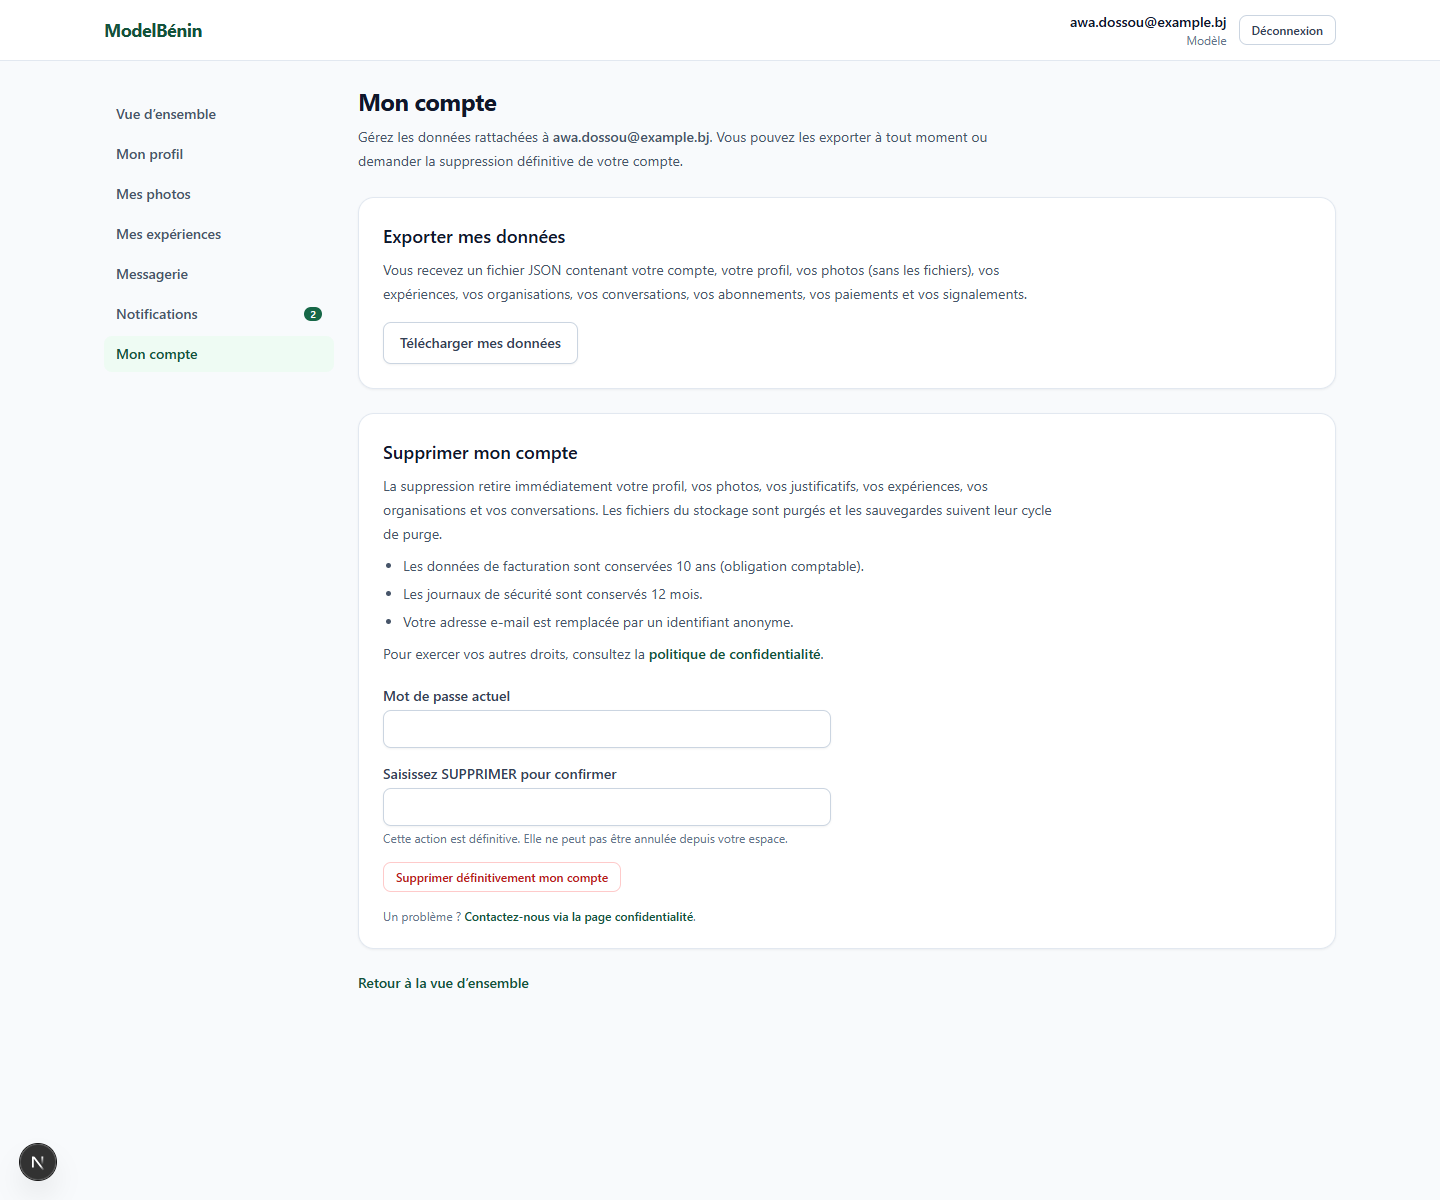 ModelBénin
awa.dossou@example.bj
Modèle
Déconnexion
Vue d'ensemble
Mon profil
Mes photos
Mes expériences
Messagerie
Notifications 2
Mon compte
Mon compte
Gérez les données rattachées à awa.dossou@example.bj. Vous pouvez les exporter à tout moment ou
demander la suppression définitive de votre compte.
Exporter mes données
Vous recevez un fichier JSON contenant votre compte, votre profil, vos photos (sans les fichiers), vos
expériences, vos organisations, vos conversations, vos abonnements, vos paiements et vos signalements.
Télécharger mes données
Supprimer mon compte
La suppression retire immédiatement votre profil, vos photos, vos justificatifs, vos expériences, vos
organisations et vos conversations. Les fichiers du stockage sont purgés et les sauvegardes suivent leur cycle
de purge.
• Les données de facturation sont conservées 10 ans (obligation comptable).
• Les journaux de sécurité sont conservés 12 mois.
• Votre adresse e-mail est remplacée par un identifiant anonyme.
Pour exercer vos autres droits, consultez la politique de confidentialité.
Mot de passe actuel
Saisissez SUPPRIMER pour confirmer
Cette action est définitive. Elle ne peut pas être annulée depuis votre espace.
Supprimer définitivement mon compte
Un problème ? Contactez-nous via la page confidentialité.
Retour à la vue d'ensemble
N